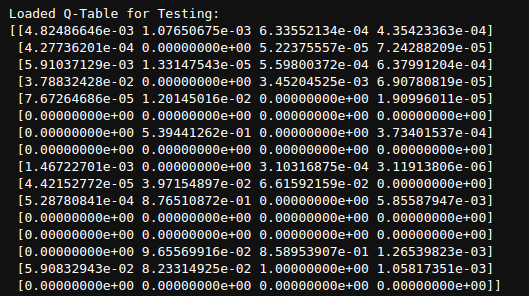 Loaded Q-Table for Testing:
[[4.82486646e-03 1.07650675e-03 6.33552134e-04 4.35423363e-04]
[4.27736201e-04 0.00000000e+00 5.22375557e-05 7.24288209e-05]
[5.91037129e-03 1.33147543e-05 5.59800372e-04 6.37991204e-04]
[3.78832428e-02 0.00000000e+00 3.45204525e-03 6.90780819e-05]
[7.67264686e-05 1.20145016e-02 0.00000000e+00 1.90996011e-05]
[0.00000000e+00 0.00000000e+00 0.00000000e+00 0.00000000e+00]
[0.00000000e+00 5.39441262e-01 0.00000000e+00 3.73401537e-04]
[0.00000000e+00 0.00000000e+00 0.00000000e+00 0.00000000e+00]
[1.46722701e-03 0.00000000e+00 3.10316875e-04 3.11913806e-06]
[4.42152772e-05 3.97154897e-02 6.61592159e-02 0.00000000e+00]
[5.28780841e-04 8.76510872e-01 0.00000000e+00 5.85587947e-03]
[0.00000000e+00 0.00000000e+00 0.00000000e+00 0.00000000e+00]
[0.00000000e+00 0.00000000e+00 0.00000000e+00 0.00000000e+00]
[0.00000000e+00 9.65569916e-02 8.58953907e-01 1.26539823e-03]
[5.90832943e-02 8.23314925e-02 1.00000000e+00 1.05817351e-03]
[0.00000000e+00 0.00000000e+00 0.00000000e+00 0.00000000e+00]]